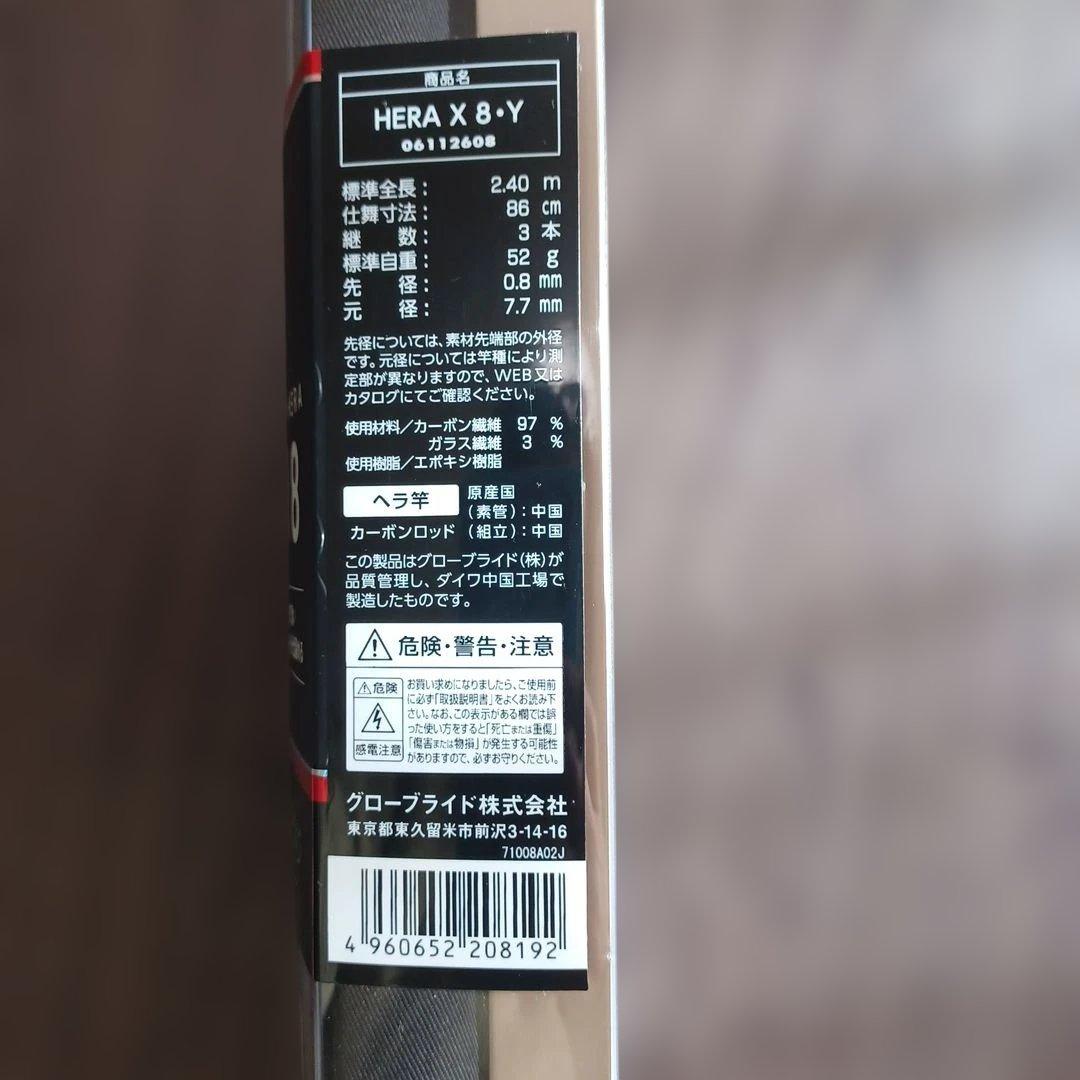 商品名
HERA X 8・Y
06112608
標準全長： 2.40 m
仕舞寸法： 86 cm
継　数： 3 本
標準自重： 52 g
先　径： 0.8 mm
元　径： 7.7 mm
先径については、素材先端部の外径
です。元径については竿種により測
定部が異なりますので、WEB又は
カタログにてご確認ください。
使用材料／カーボン繊維 97 %
ガラス繊維 3 %
使用樹脂／エポキシ樹脂
ヘラ竿
カーボンロッド
原産国
（素管）：中国
（組立）：中国
この製品はグローブライド（株）が
品質管理し、ダイワ中国工場で
製造したものです。
危険・警告・注意
危険
感電注意
お買い求めになりましたら、ご使用前
に必ず「取扱説明書」をよくお読み下
さい。なお、この表示がある欄では誤
った使い方をすると「死亡または重傷」
「傷害または物損」が発生する可能性
がありますので、必ずお守りください。
グローブライド株式会社
東京都東久留米市前沢3-14-16
71008A02J
4 960652 208192
HERA
8